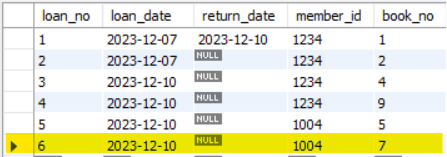 loan_no loan_date return_date member_id book_no
1 2023-12-07 2023-12-10 1234 1
2 2023-12-07 NULL 1234 2
3 2023-12-10 NULL 1234 4
4 2023-12-10 NULL 1234 9
5 2023-12-10 NULL 1004 5
6 2023-12-10 NULL 1004 7